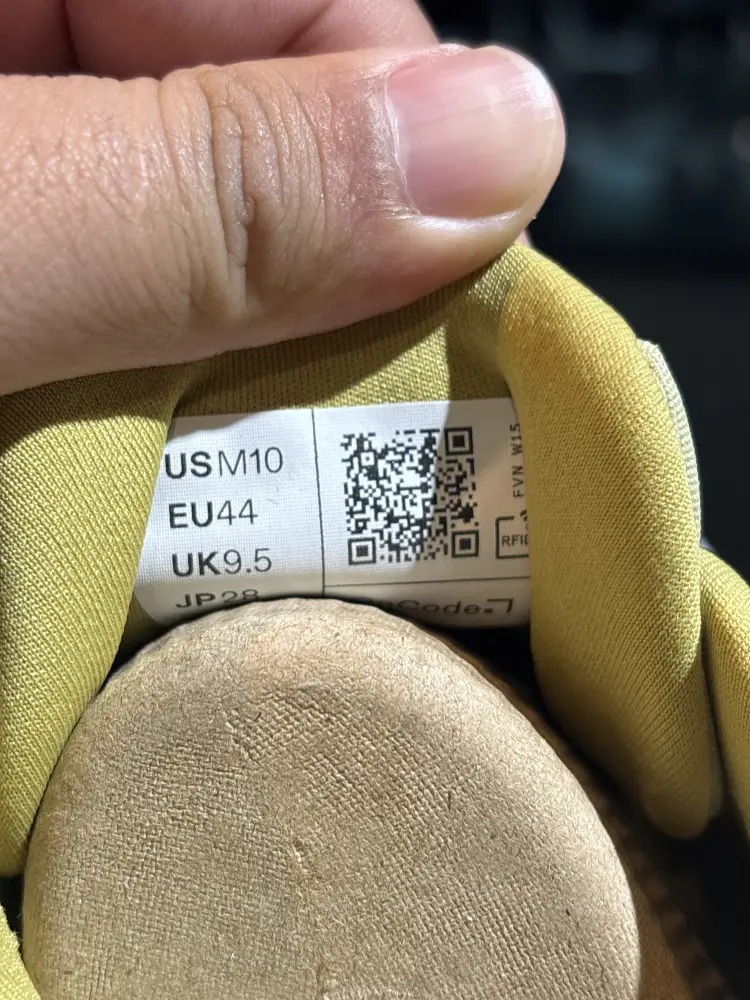 USM10
EU44
UK9.5
JP28
FVN W15
RFID
Code.